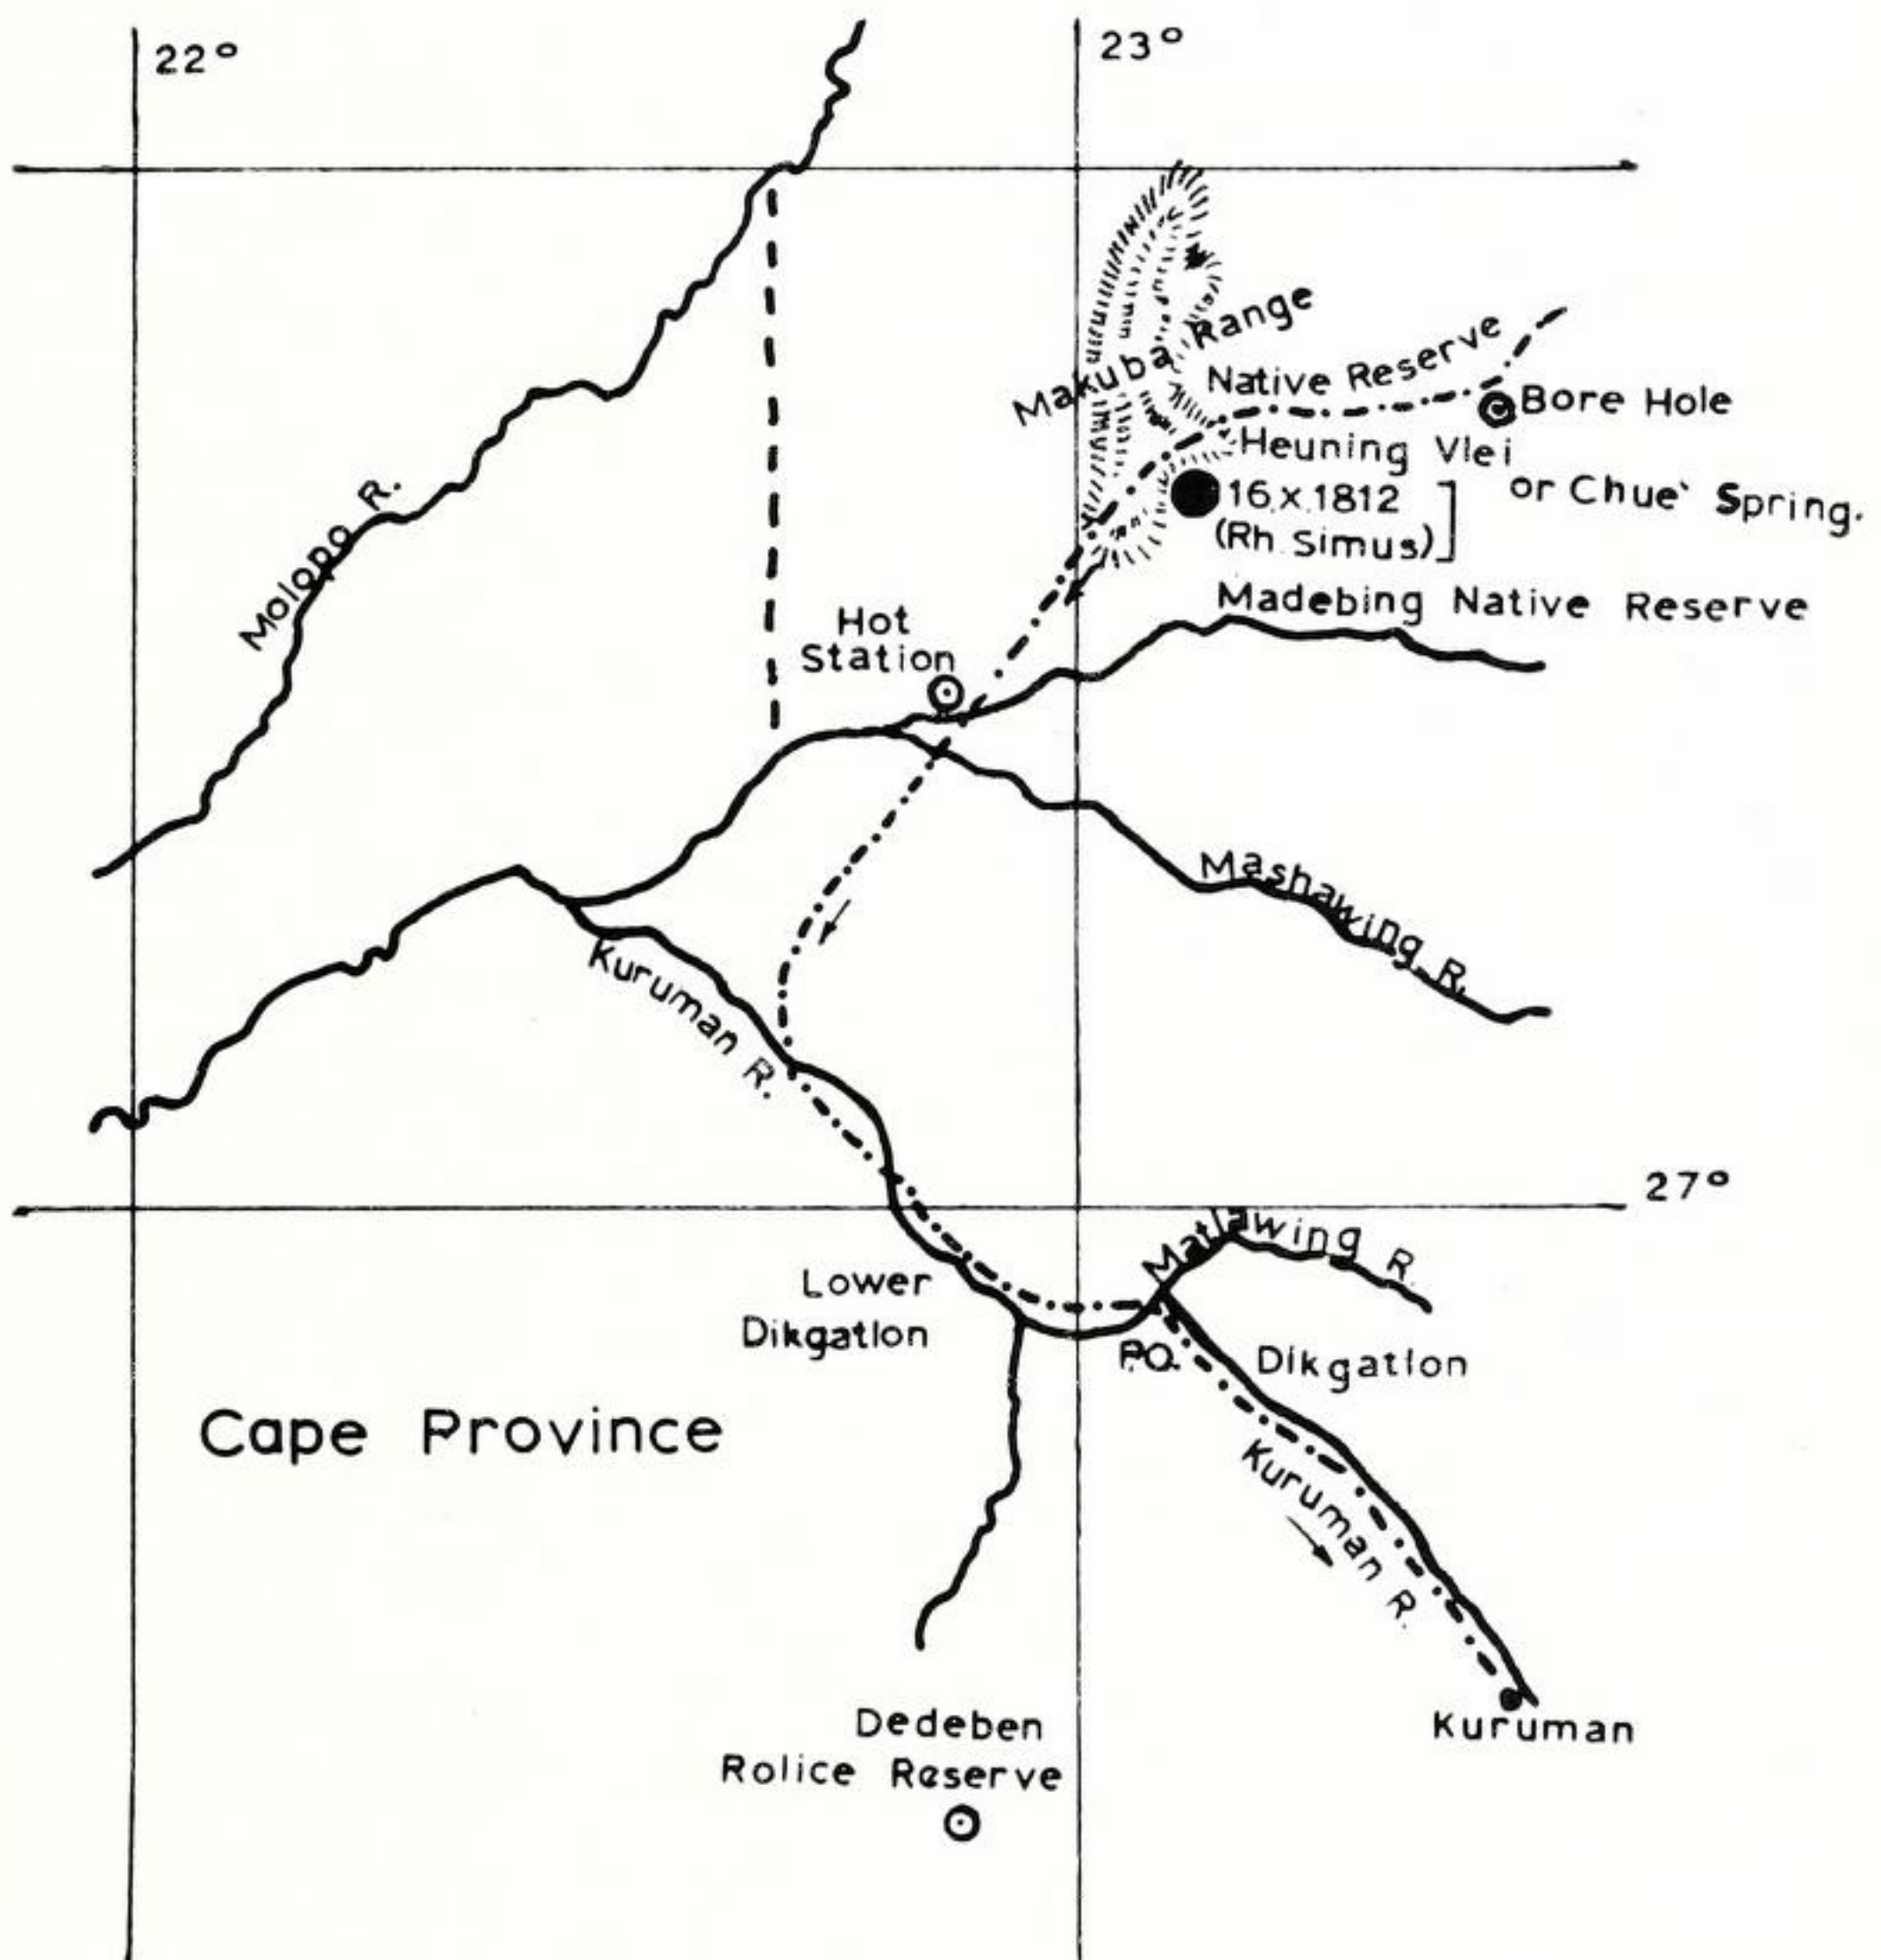 22°
23°
Makuba Range
Native Reserve
Bore Hole
Heuning Vlei
or Chue` Spring.
16.x.1812
(Rh. Simus)]
Molopo R.
Madebing Native Reserve
Hot
Station
Mashawing R.
Kuruman R.
27°
Matlawing R.
Lower
Dikgatlon
P.O.
Dikgatlon
Cape Province
Kuruman R.
Kuruman
Dedeben
Rolice Reserve